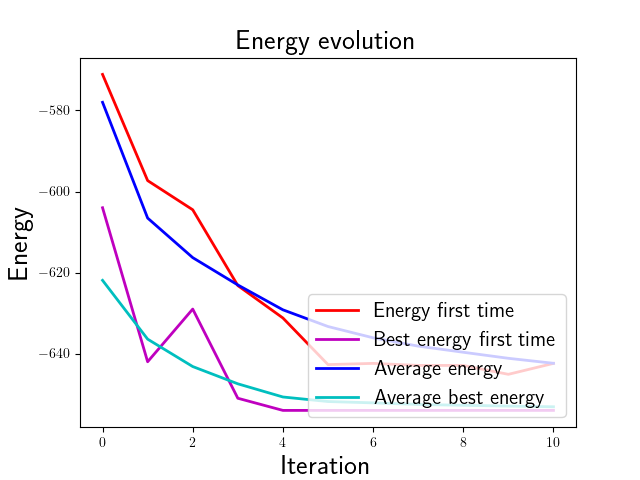 Energy evolution
Energy
−580
−600
−620
−640
Energy first time
Best energy first time
Average energy
Average best energy
0 2 4 6 8 10
Iteration